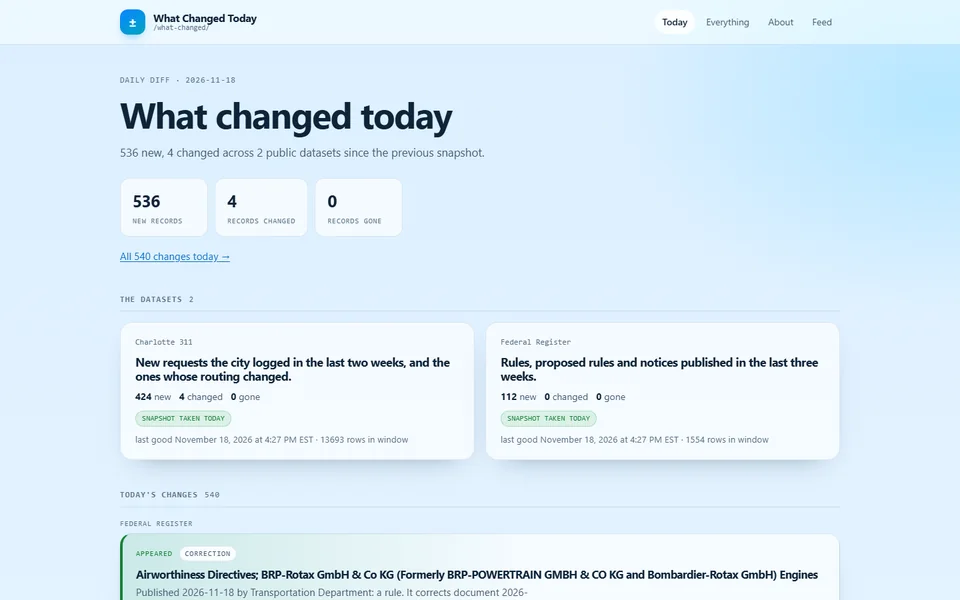 ±
What Changed Today
/what-changed/
Today
Everything
About
Feed
DAILY DIFF · 2026-11-18
What changed today
536 new, 4 changed across 2 public datasets since the previous snapshot.
536
NEW RECORDS
4
RECORDS CHANGED
0
RECORDS GONE
All 540 changes today →
THE DATASETS 2
Charlotte 311
New requests the city logged in the last two weeks, and the
ones whose routing changed.
424 new 4 changed 0 gone
SNAPSHOT TAKEN TODAY
last good November 18, 2026 at 4:27 PM EST · 13693 rows in window
Federal Register
Rules, proposed rules and notices published in the last three
weeks.
112 new 0 changed 0 gone
SNAPSHOT TAKEN TODAY
last good November 18, 2026 at 4:27 PM EST · 1554 rows in window
TODAY'S CHANGES 540
FEDERAL REGISTER
APPEARED CORRECTION
Airworthiness Directives; BRP-Rotax GmbH & Co KG (Formerly BRP-POWERTRAIN GMBH & CO KG and Bombardier-Rotax GmbH) Engines
Published 2026-11-18 by Transportation Department: a rule. It corrects document 2026-